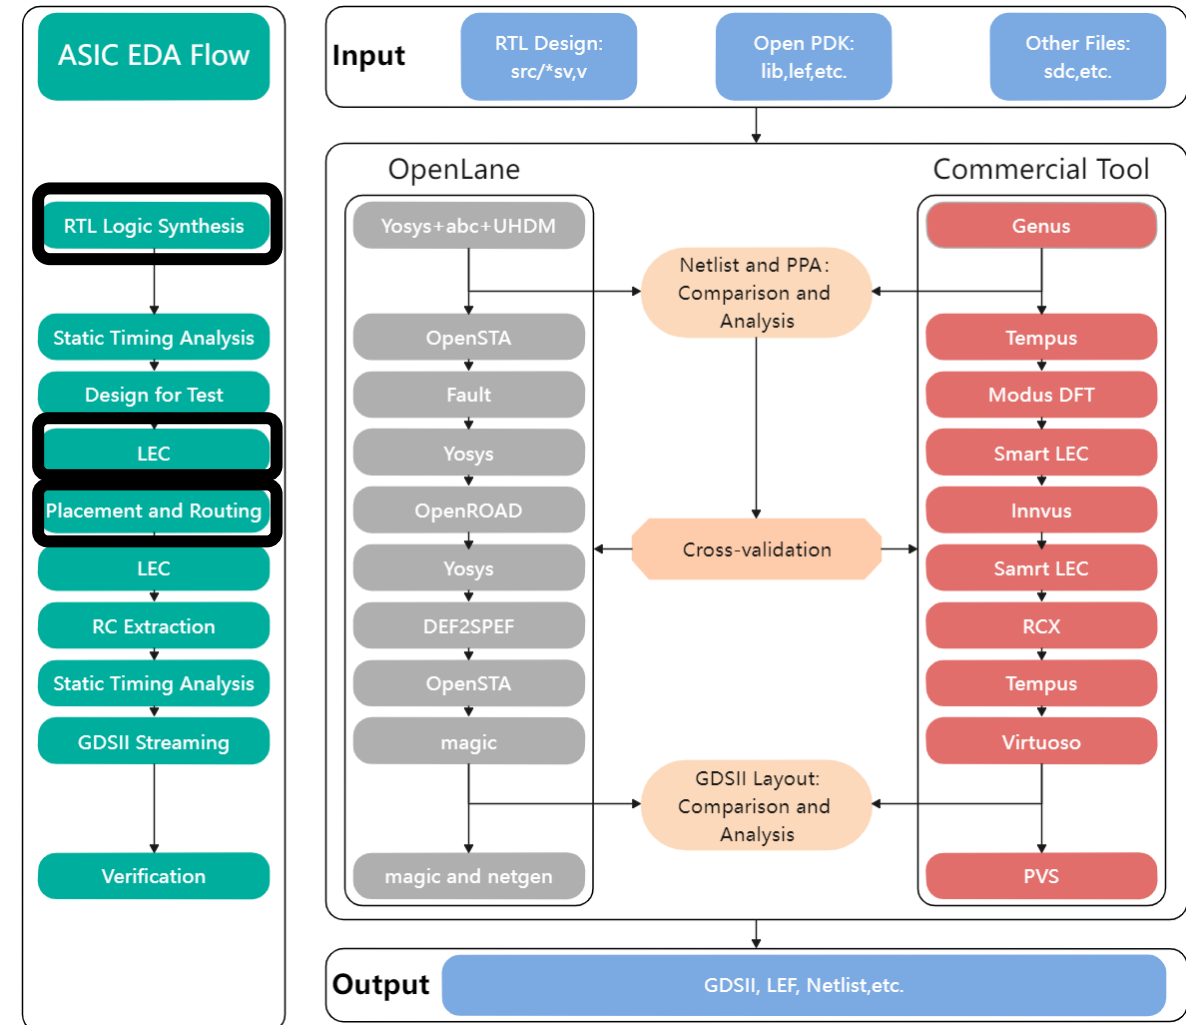 ASIC EDA Flow
RTL Logic Synthesis
Static Timing Analysis
Design for Test
LEC
Placement and Routing
LEC
RC Extraction
Static Timing Analysis
GDSII Streaming
Verification
Input
RTL Design:
src/*sv,v
Open PDK:
lib,lef,etc.
Other Files:
sdc,etc.
OpenLane
Yosys+abc+UHDM
OpenSTA
Fault
Yosys
OpenROAD
Yosys
DEF2SPEF
OpenSTA
magic
magic and netgen
Netlist and PPA:
Comparison and
Analysis
Cross-validation
GDSII Layout:
Comparison and
Analysis
Commercial Tool
Genus
Tempus
Modus DFT
Smart LEC
Innvus
Samrt LEC
RCX
Tempus
Virtuoso
PVS
Output
GDSII, LEF, Netlist,etc.